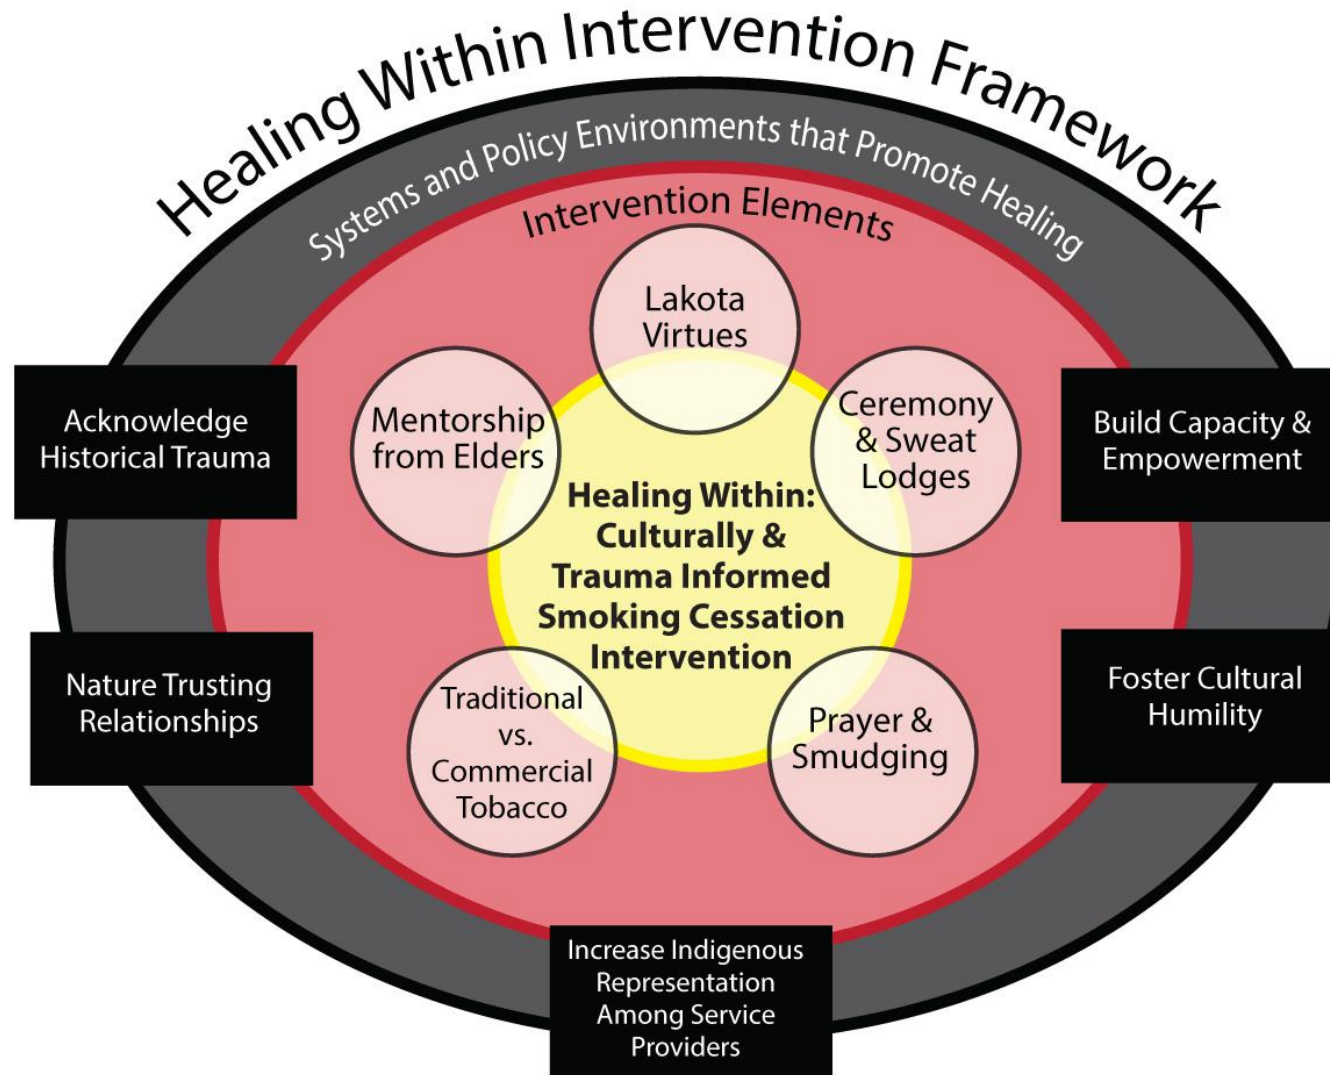 Healing Within Intervention Framework
Systems and Policy Environments that Promote Healing
Intervention Elements
Lakota
Virtues
Mentorship
from Elders
Ceremony
& Sweat
Lodges
Acknowledge
Historical Trauma
Build Capacity &
Empowerment
Healing Within:
Culturally &
Trauma Informed
Smoking Cessation
Intervention
Nature Trusting
Relationships
Traditional
vs.
Commercial
Tobacco
Prayer &
Smudging
Foster Cultural
Humility
Increase Indigenous
Representation
Among Service
Providers